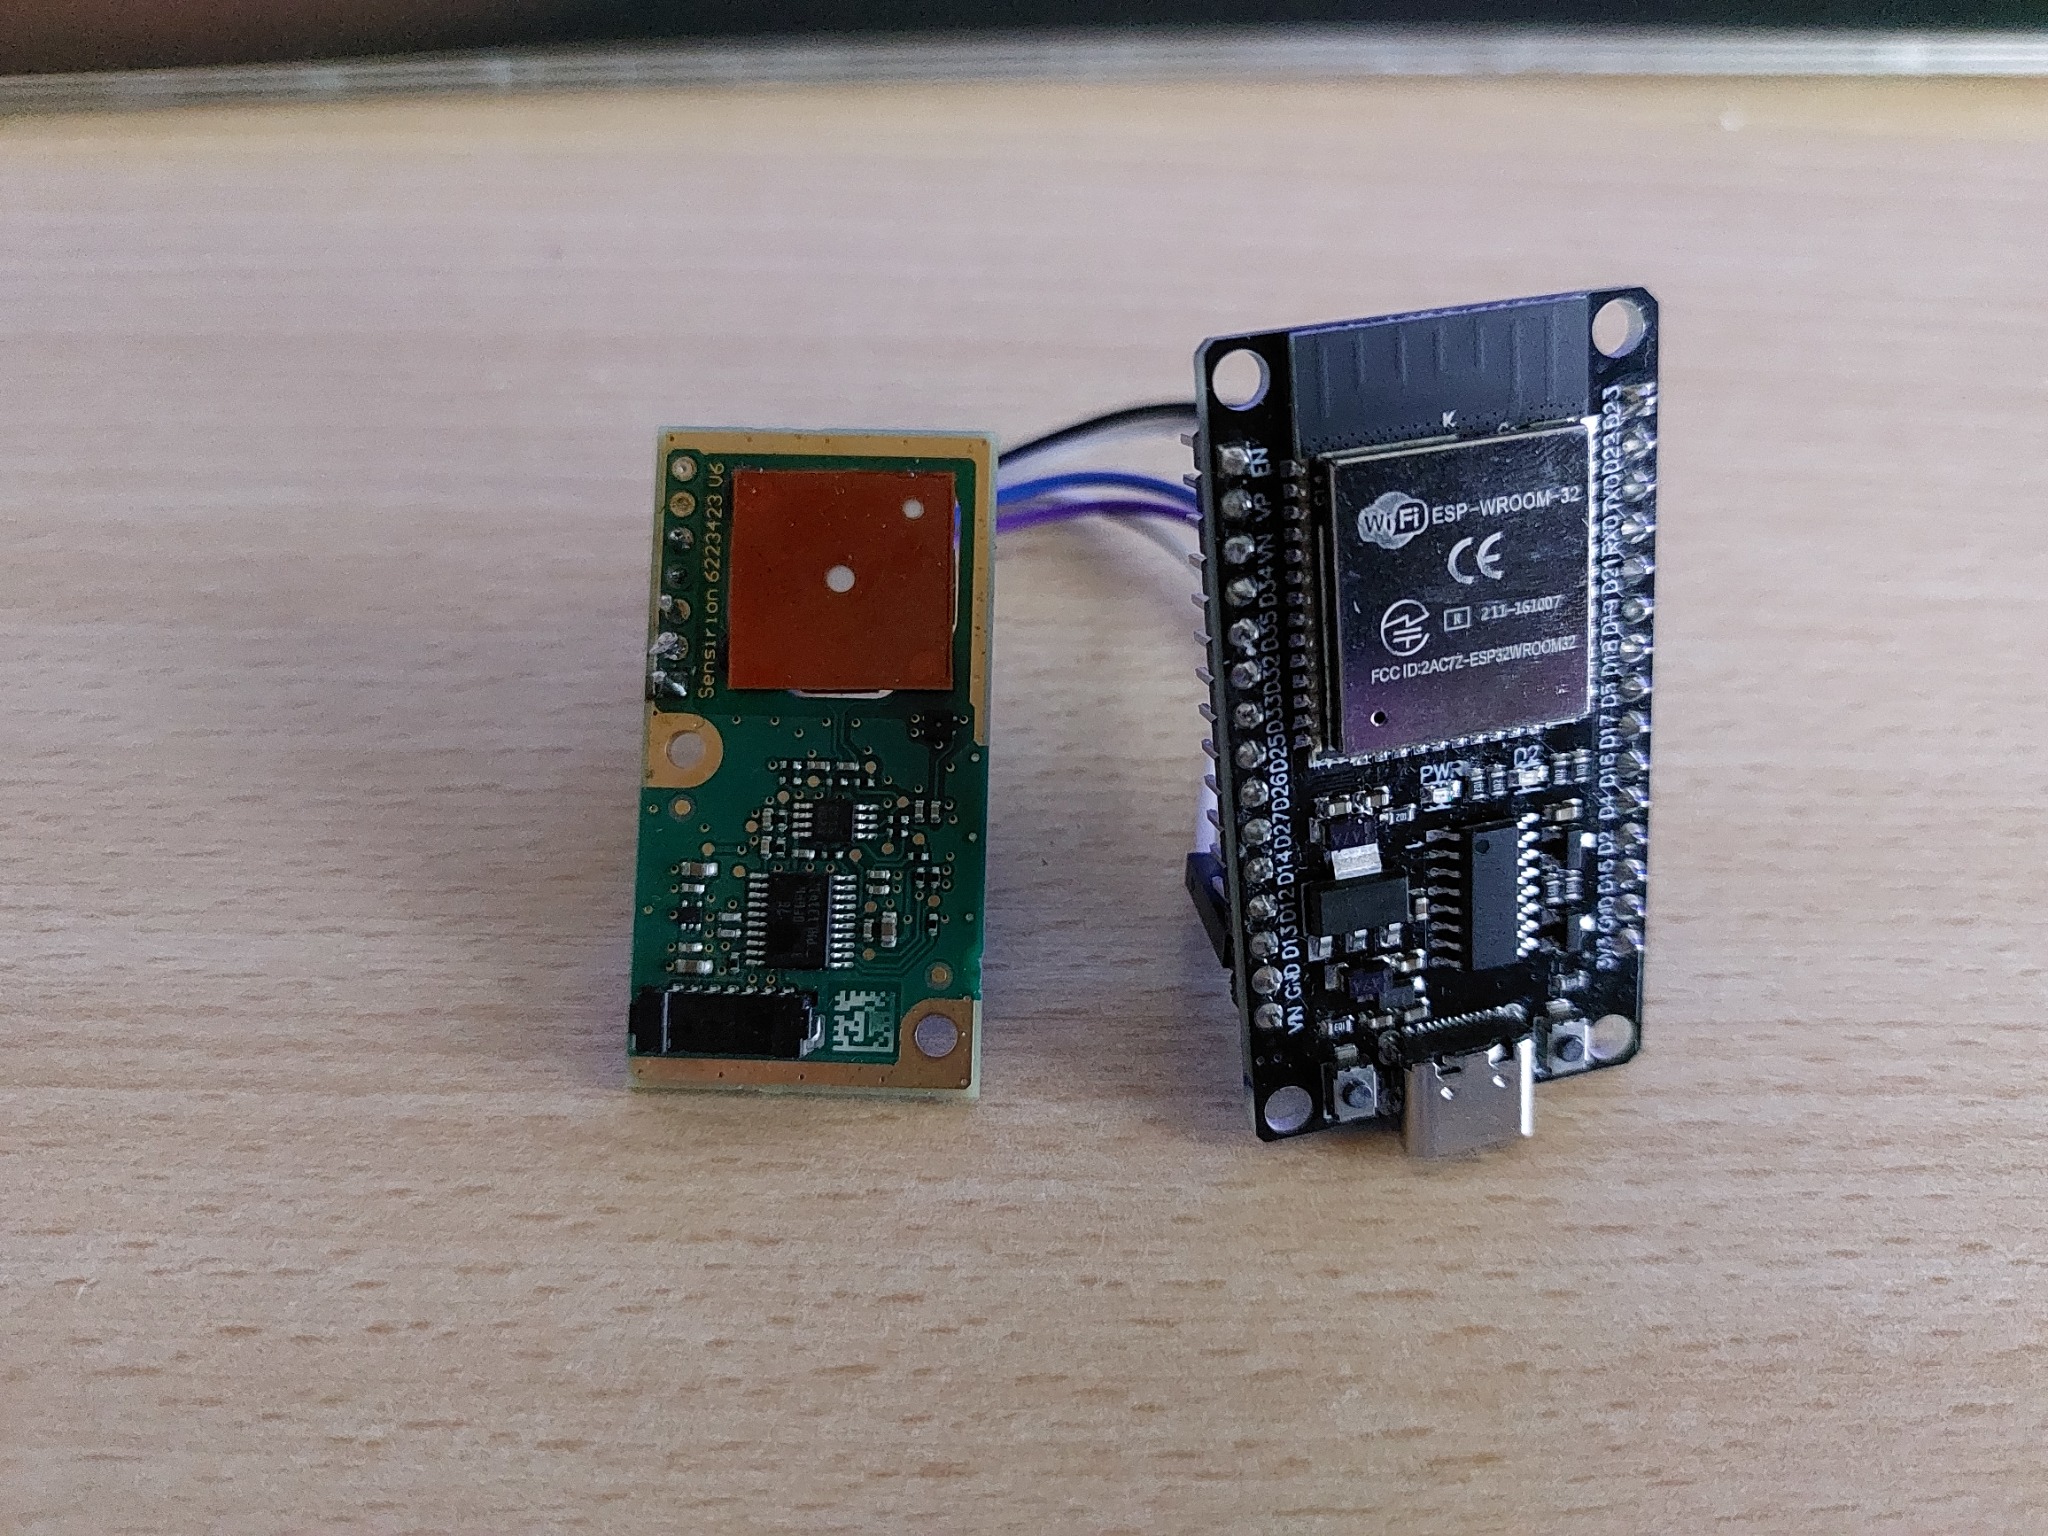 Sensirion 6223423 V6
WiFi ESP-WROOM-32
CE
R 211-161007
FCC ID:2AC7Z-ESP32WROOM32
EN
VP
VN
D34
D35
D32
D33
D25
D26
D27
D14
D12
D13
GND
VN
D23
D22
TX0
RX0
D21
D19
D18
D5
D17
D16
D4
D2
D15
GND
3V3
PWR